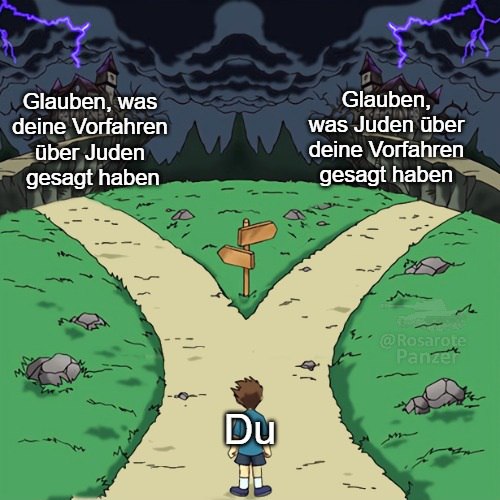 Glauben, was
deine Vorfahren
über Juden
gesagt haben
Glauben,
was Juden über
deine Vorfahren
gesagt haben
@Rosarote
Panzer
Du